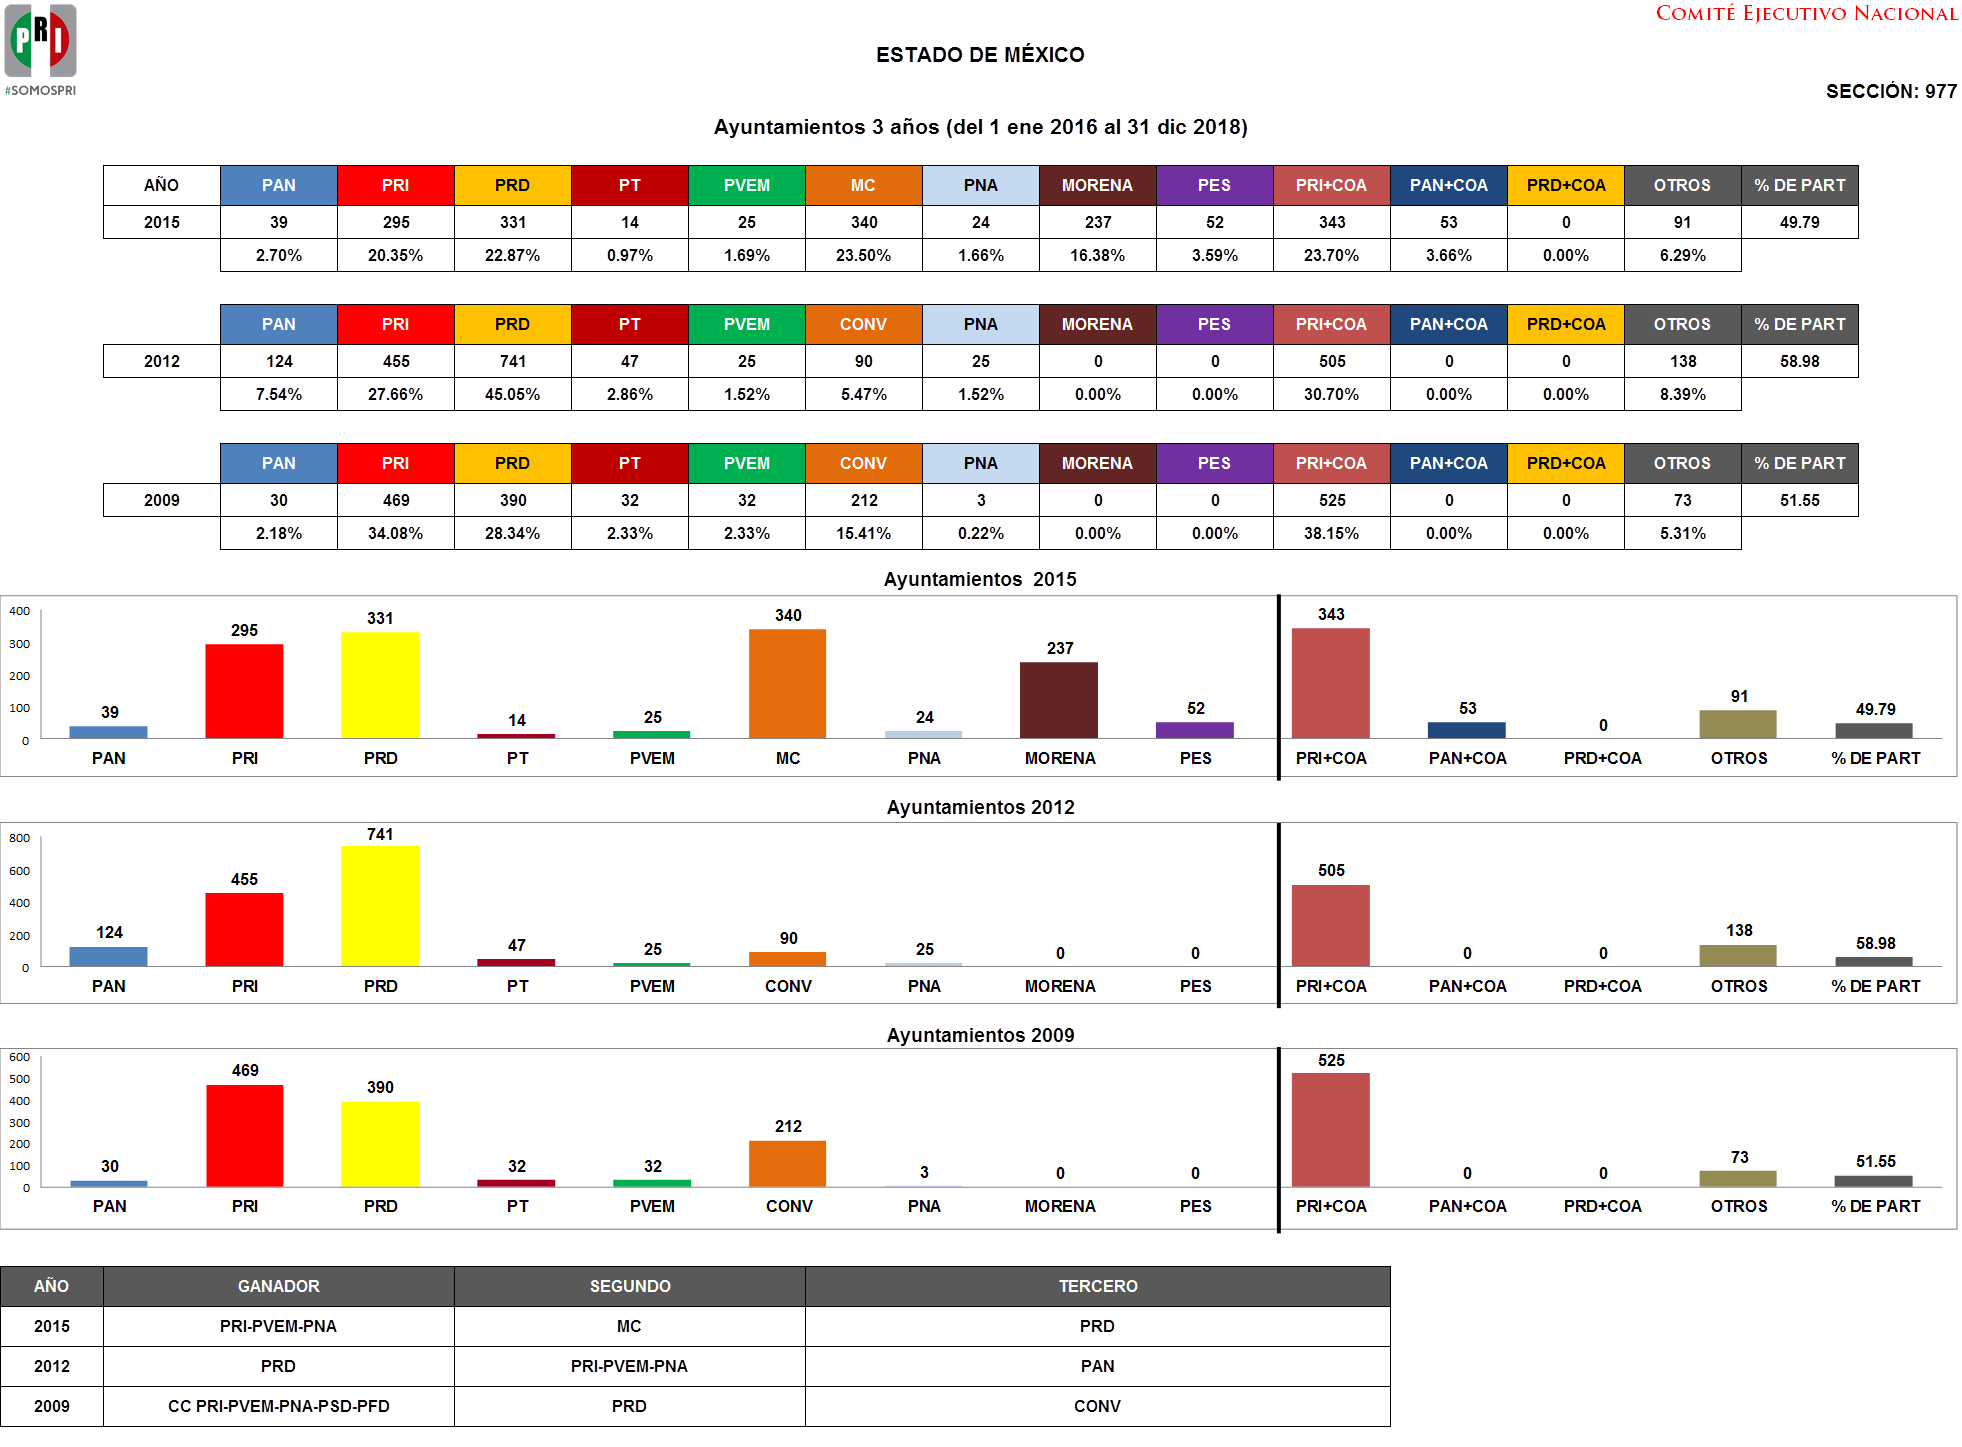 PRI
#SOMOSPRI
COMITÉ EJECUTIVO NACIONAL
ESTADO DE MÉXICO
SECCIÓN: 977
Ayuntamientos 3 años (del 1 ene 2016 al 31 dic 2018)
AÑO PAN PRI PRD PT PVEM MC PNA MORENA PES PRI+COA PAN+COA PRD+COA OTROS % DE PART
2015 39 295 331 14 25 340 24 237 52 343 53 0 91 49.79
2.70% 20.35% 22.87% 0.97% 1.69% 23.50% 1.66% 16.38% 3.59% 23.70% 3.66% 0.00% 6.29%
PAN PRI PRD PT PVEM CONV PNA MORENA PES PRI+COA PAN+COA PRD+COA OTROS % DE PART
2012 124 455 741 47 25 90 25 0 0 505 0 0 138 58.98
7.54% 27.66% 45.05% 2.86% 1.52% 5.47% 1.52% 0.00% 0.00% 30.70% 0.00% 0.00% 8.39%
PAN PRI PRD PT PVEM CONV PNA MORENA PES PRI+COA PAN+COA PRD+COA OTROS % DE PART
2009 30 469 390 32 32 212 3 0 0 525 0 0 73 51.55
2.18% 34.08% 28.34% 2.33% 2.33% 15.41% 0.22% 0.00% 0.00% 38.15% 0.00% 0.00% 5.31%
Ayuntamientos 2015
400
300
200
100
0
39 295 331 14 25 340 24 237 52 343 53 0 91 49.79
PAN PRI PRD PT PVEM MC PNA MORENA PES PRI+COA PAN+COA PRD+COA OTROS % DE PART
Ayuntamientos 2012
800
600
400
200
0
124 455 741 47 25 90 25 0 0 505 0 0 138 58.98
PAN PRI PRD PT PVEM CONV PNA MORENA PES PRI+COA PAN+COA PRD+COA OTROS % DE PART
Ayuntamientos 2009
600
500
400
300
200
100
0
30 469 390 32 32 212 3 0 0 525 0 0 73 51.55
PAN PRI PRD PT PVEM CONV PNA MORENA PES PRI+COA PAN+COA PRD+COA OTROS % DE PART
AÑO GANADOR SEGUNDO TERCERO
2015 PRI-PVEM-PNA MC PRD
2012 PRD PRI-PVEM-PNA PAN
2009 CC PRI-PVEM-PNA-PSD-PFD PRD CONV